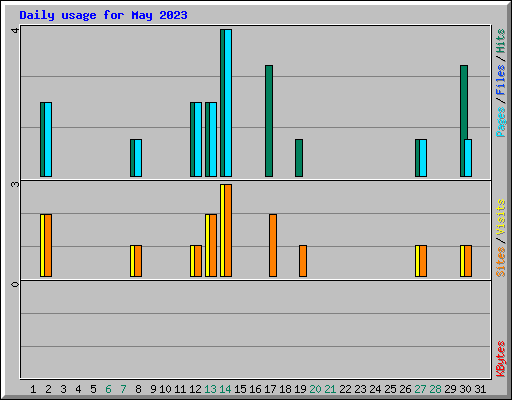 Daily usage for May 2023
4
3
0
Pages / Files / Hits
Sites / Visits
KBytes
1 2 3 4 5 6 7 8 9 10 11 12 13 14 15 16 17 18 19 20 21 22 23 24 25 26 27 28 29 30 31